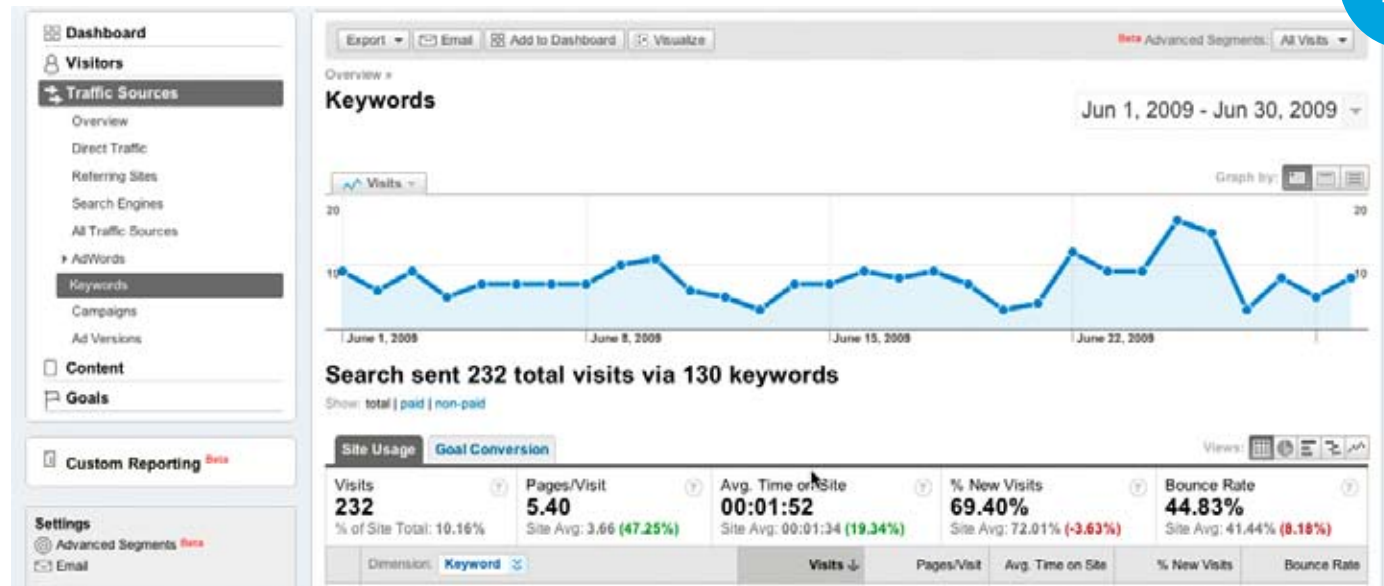 Dashboard
Visitors
Traffic Sources
Overview
Direct Traffic
Referring Sites
Search Engines
All Traffic Sources
AdWords
Keywords
Campaigns
Ad Versions
Content
Goals
Custom Reporting Beta
Settings
Advanced Segments Beta
Email
Export Email Add to Dashboard Visualize
Beta Advanced Segments: All Visits
Overview »
Keywords
Jun 1, 2009 - Jun 30, 2009
Visits
Graph by:
20 20
10 10
June 1, 2009 June 8, 2009 June 15, 2009 June 22, 2009
Search sent 232 total visits via 130 keywords
Show: total | paid | non-paid
Site Usage Goal Conversion
Views:
Visits ? Pages/Visit ? Avg. Time on Site ? % New Visits ? Bounce Rate ?
232 5.40 00:01:52 69.40% 44.83%
% of Site Total: 10.16% Site Avg: 3.66 (47.25%) Site Avg: 00:01:34 (19.34%) Site Avg: 72.01% (-3.63%) Site Avg: 41.44% (8.18%)
Dimension: Keyword Visits Pages/Visit Avg. Time on Site % New Visits Bounce Rate